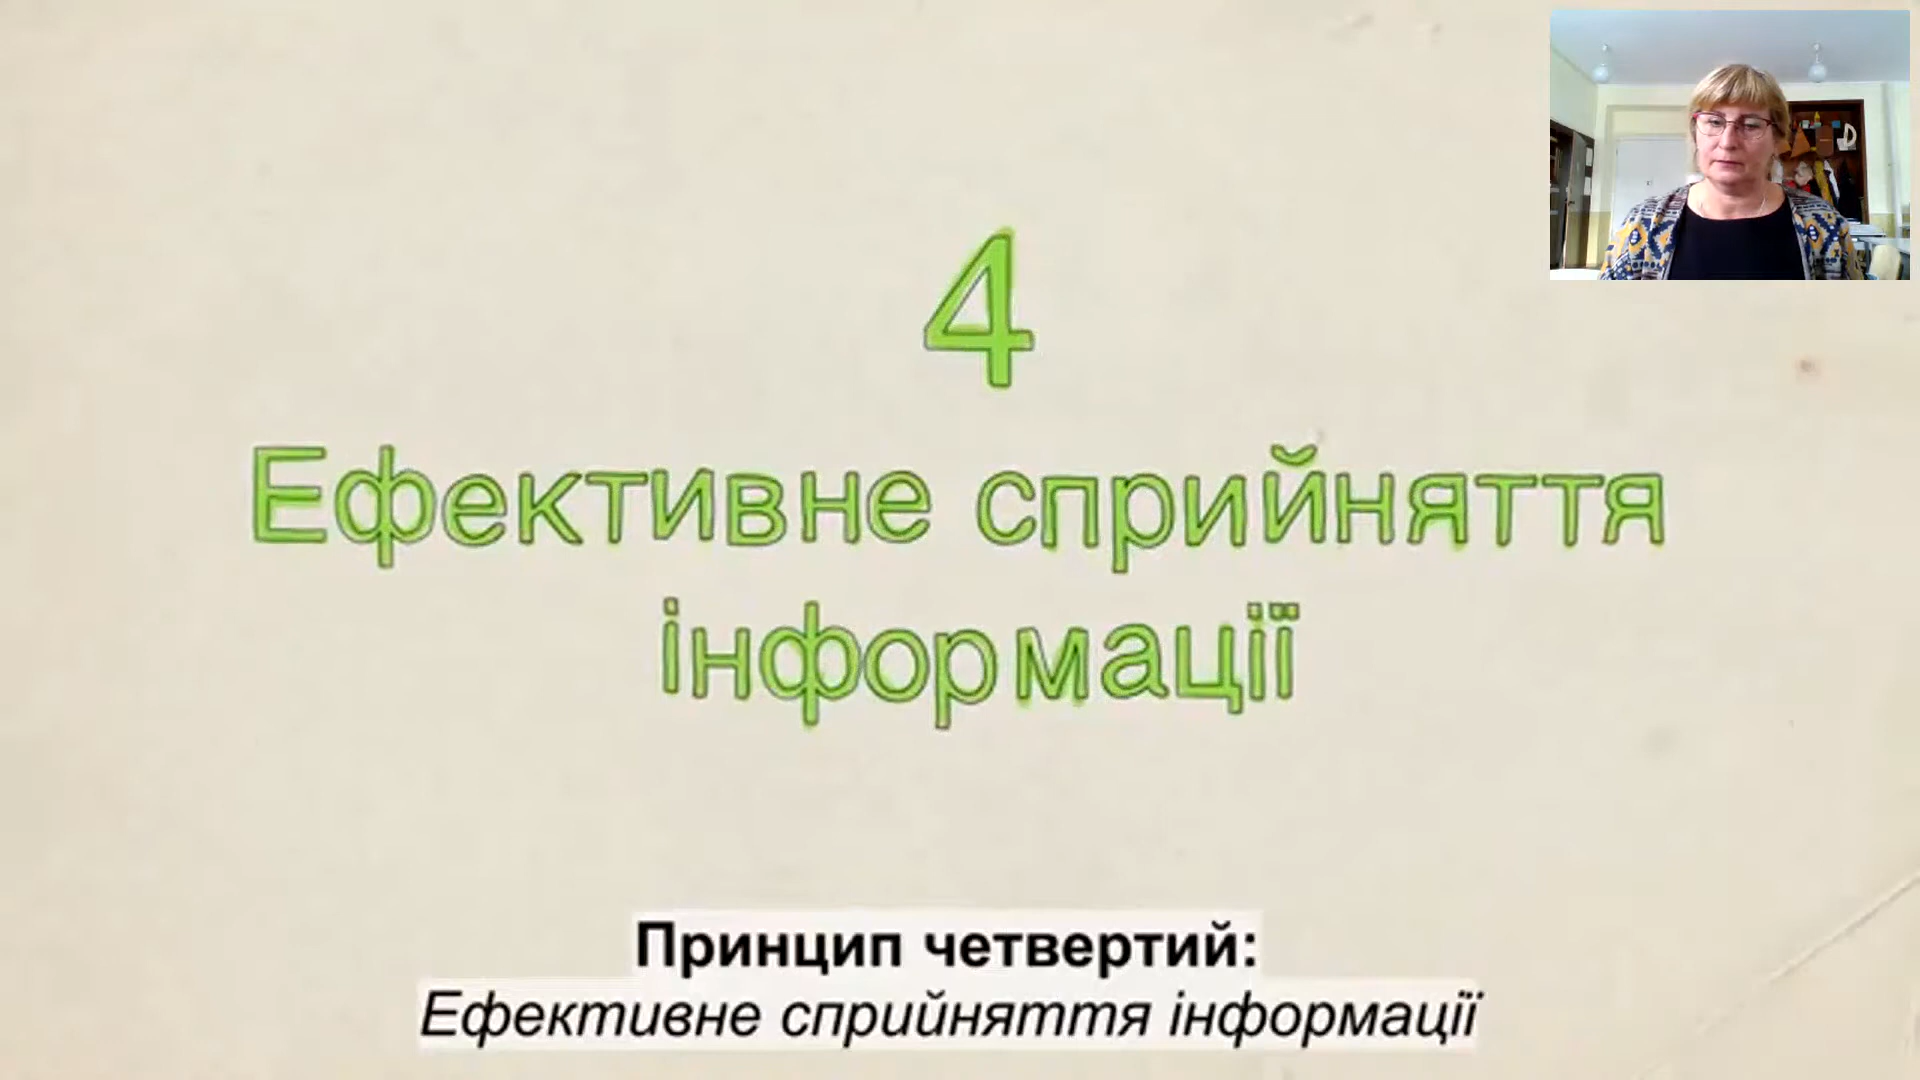 4
Ефективне сприйняття
інформації
Принцип четвертий:
Ефективне сприйняття інформації